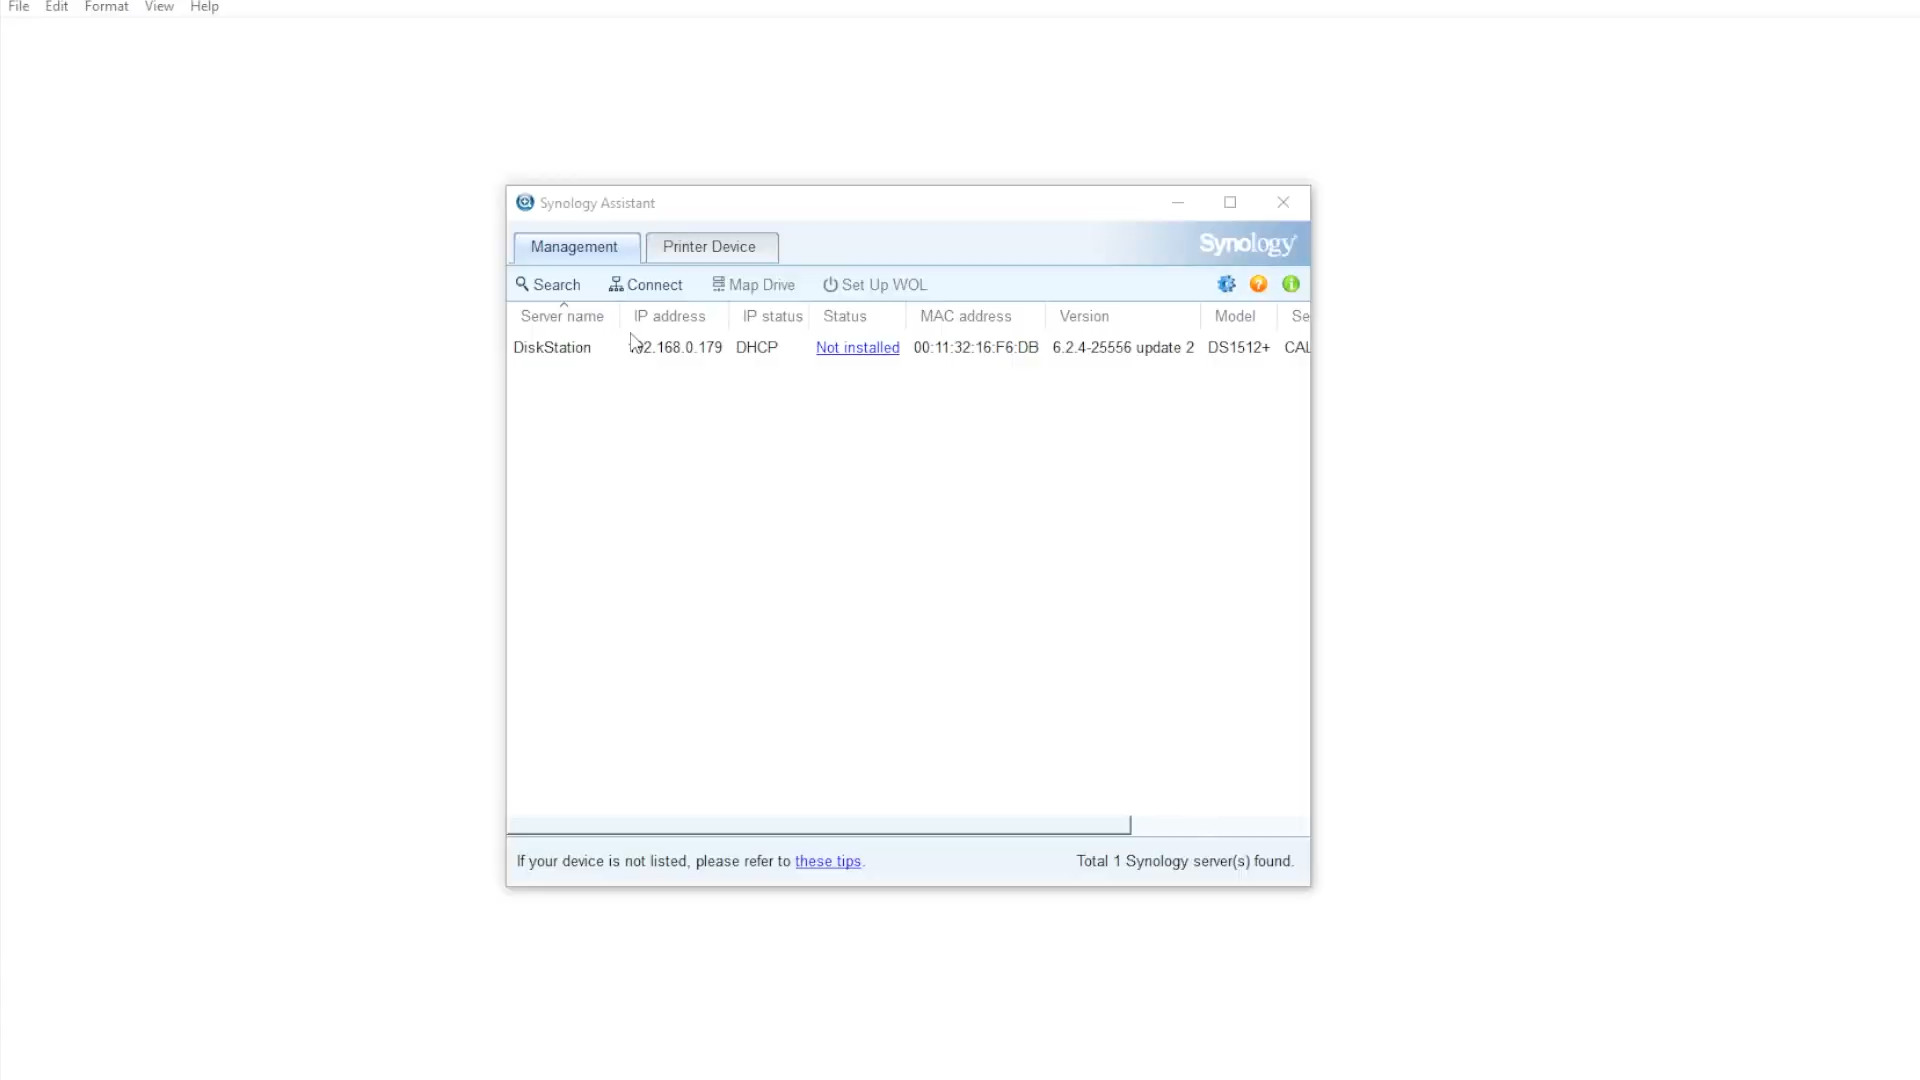 File Edit Format View Help
Synology Assistant
Management Printer Device Synology
Search Connect Map Drive Set Up WOL
Server name IP address IP status Status MAC address Version Model Se
DiskStation 192.168.0.179 DHCP Not installed 00:11:32:16:F6:DB 6.2.4-25556 update 2 DS1512+ CAL
If your device is not listed, please refer to these tips. Total 1 Synology server(s) found.